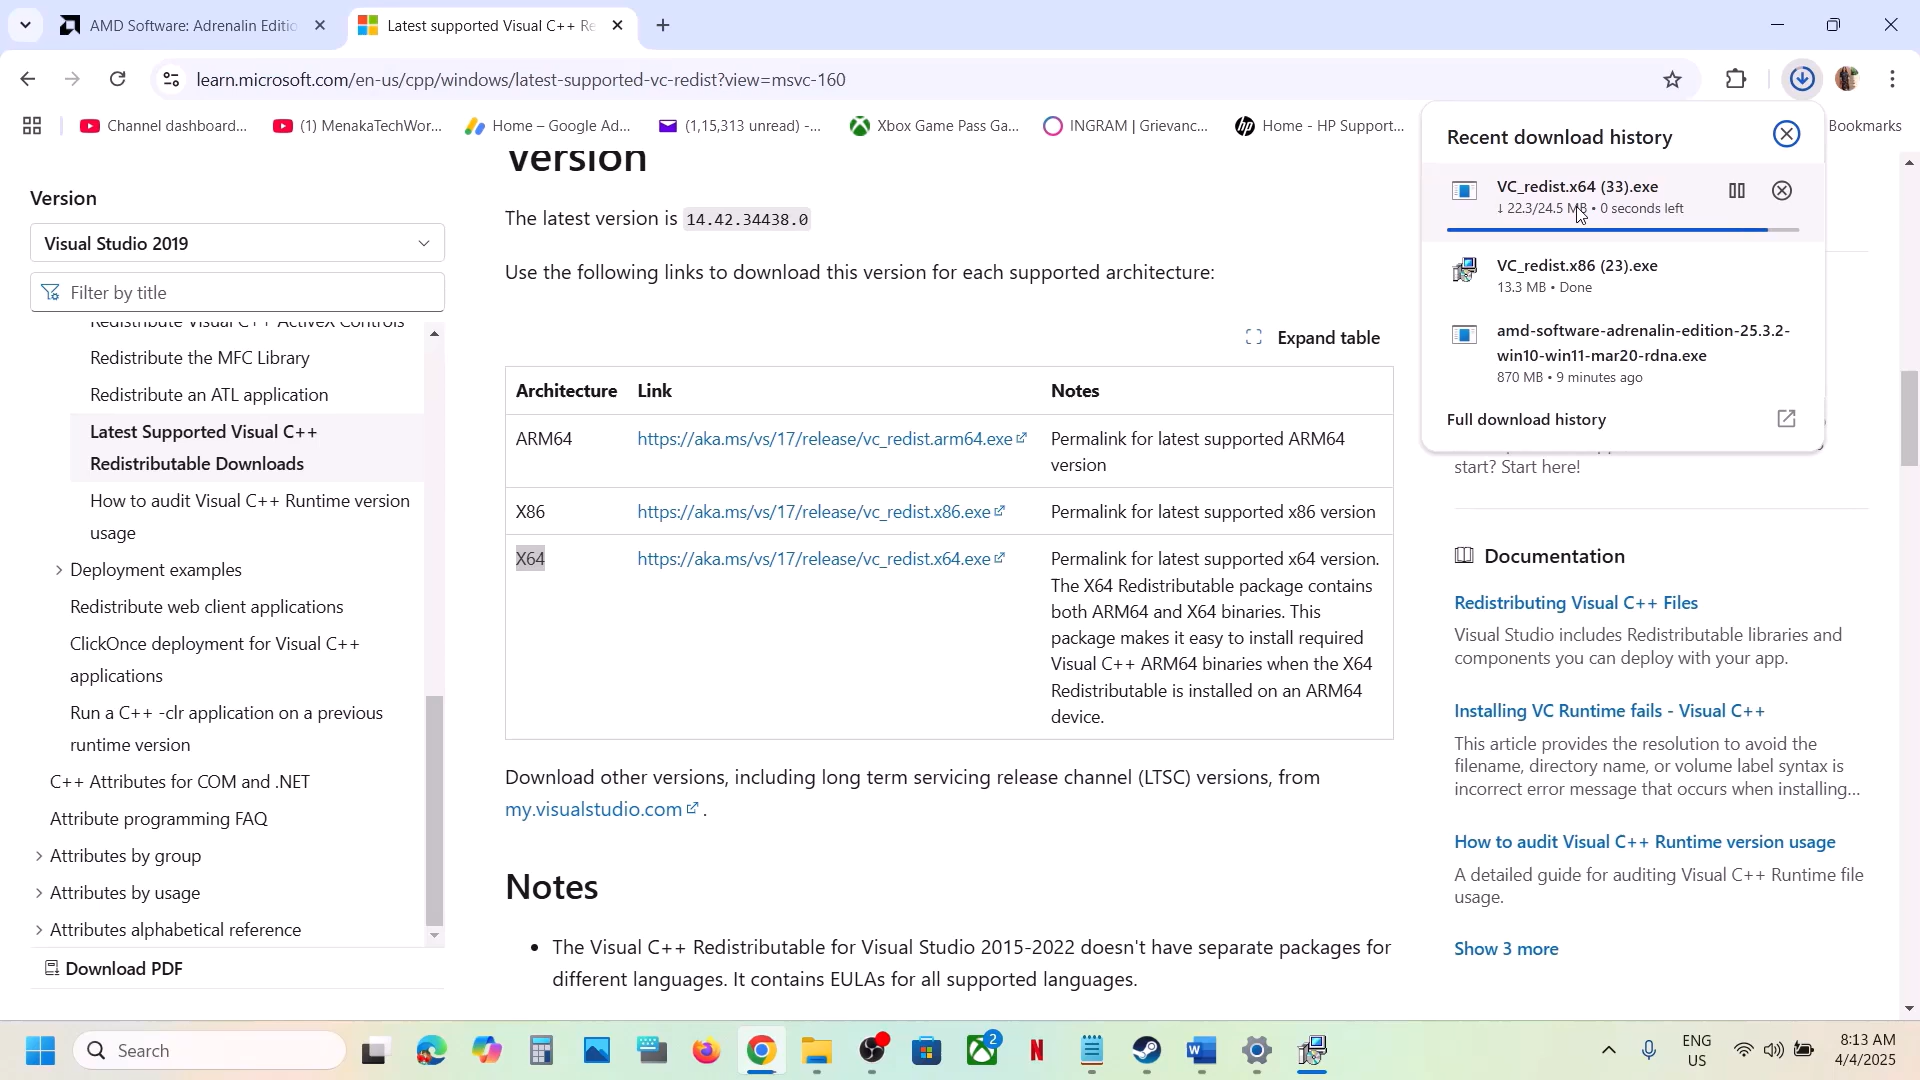 AMD Software: Adrenalin Editio
Latest supported Visual C++ Re
learn.microsoft.com/en-us/cpp/windows/latest-supported-vc-redist?view=msvc-160
Channel dashboard...
(1) MenakaTechWor...
Home – Google Ad...
(1,15,313 unread) -...
Xbox Game Pass Ga...
INGRAM | Grievanc...
Home - HP Support...
Bookmarks
Recent download history
VC_redist.x64 (33).exe
↓ 22.3/24.5 MB • 0 seconds left
VC_redist.x86 (23).exe
13.3 MB • Done
amd-software-adrenalin-edition-25.3.2-
win10-win11-mar20-rdna.exe
870 MB • 9 minutes ago
Full download history
Version
Visual Studio 2019
Filter by title
Redistribute Visual C++ ActiveX Controls
Redistribute the MFC Library
Redistribute an ATL application
Latest Supported Visual C++
Redistributable Downloads
How to audit Visual C++ Runtime version
usage
Deployment examples
Redistribute web client applications
ClickOnce deployment for Visual C++
applications
Run a C++ -clr application on a previous
runtime version
C++ Attributes for COM and .NET
Attribute programming FAQ
Attributes by group
Attributes by usage
Attributes alphabetical reference
Download PDF
Version
The latest version is 14.42.34438.0
Use the following links to download this version for each supported architecture:
Expand table
Architecture Link Notes
ARM64 https://aka.ms/vs/17/release/vc_redist.arm64.exe Permalink for latest supported ARM64
version
X86 https://aka.ms/vs/17/release/vc_redist.x86.exe Permalink for latest supported x86 version
X64 https://aka.ms/vs/17/release/vc_redist.x64.exe Permalink for latest supported x64 version.
The X64 Redistributable package contains
both ARM64 and X64 binaries. This
package makes it easy to install required
Visual C++ ARM64 binaries when the X64
Redistributable is installed on an ARM64
device.
Download other versions, including long term servicing release channel (LTSC) versions, from
my.visualstudio.com.
Notes
• The Visual C++ Redistributable for Visual Studio 2015-2022 doesn't have separate packages for
different languages. It contains EULAs for all supported languages.
start? Start here!
Documentation
Redistributing Visual C++ Files
Visual Studio includes Redistributable libraries and
components you can deploy with your app.
Installing VC Runtime fails - Visual C++
This article provides the resolution to avoid the
filename, directory name, or volume label syntax is
incorrect error message that occurs when installing...
How to audit Visual C++ Runtime version usage
A detailed guide for auditing Visual C++ Runtime file
usage.
Show 3 more
Search
2
ENG
US
8:13 AM
4/4/2025